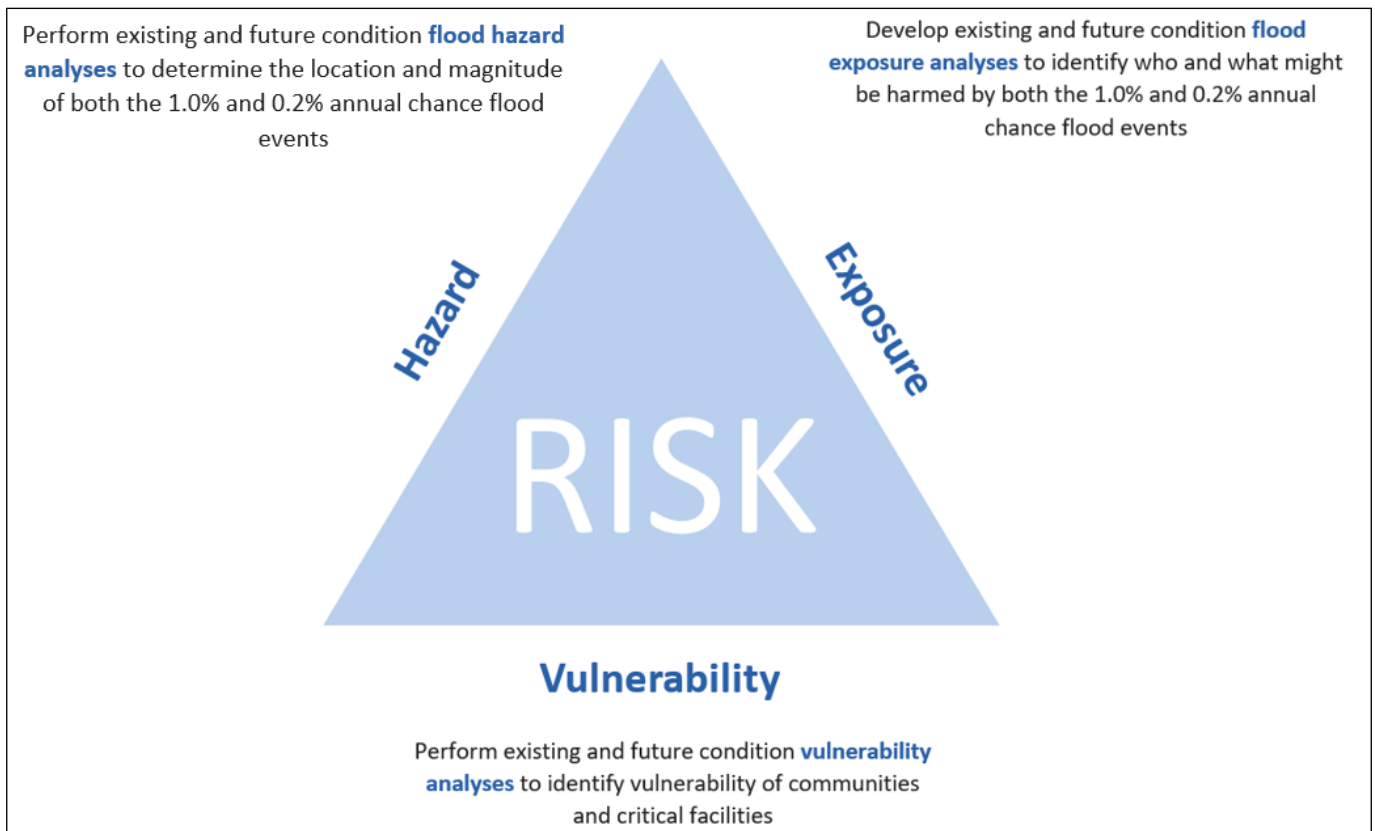 Perform existing and future condition flood hazard
analyses to determine the location and magnitude
of both the 1.0% and 0.2% annual chance flood
events
Develop existing and future condition flood
exposure analyses to identify who and what might
be harmed by both the 1.0% and 0.2% annual
chance flood events
Hazard
Exposure
RISK
Vulnerability
Perform existing and future condition vulnerability
analyses to identify vulnerability of communities
and critical facilities